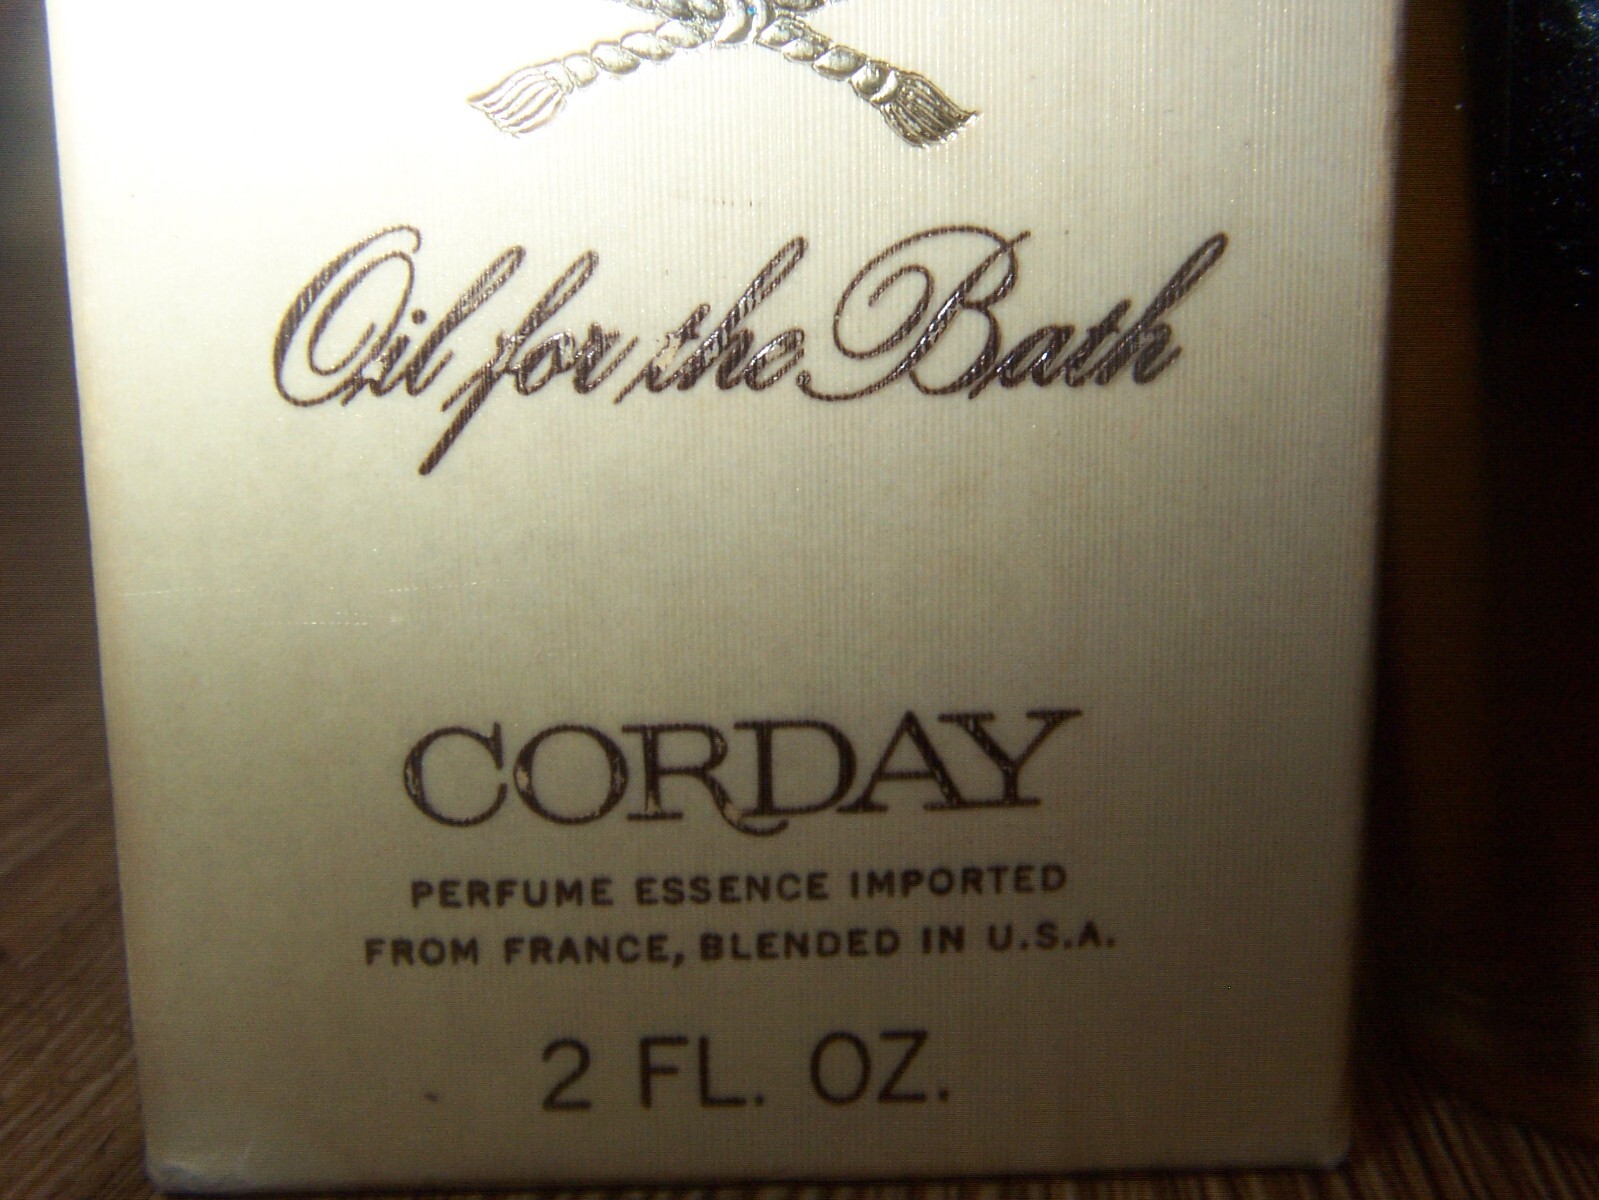 Oil for the Bath
CORDAY
PERFUME ESSENCE IMPORTED
FROM FRANCE, BLENDED IN U.S.A.
2 FL. OZ.